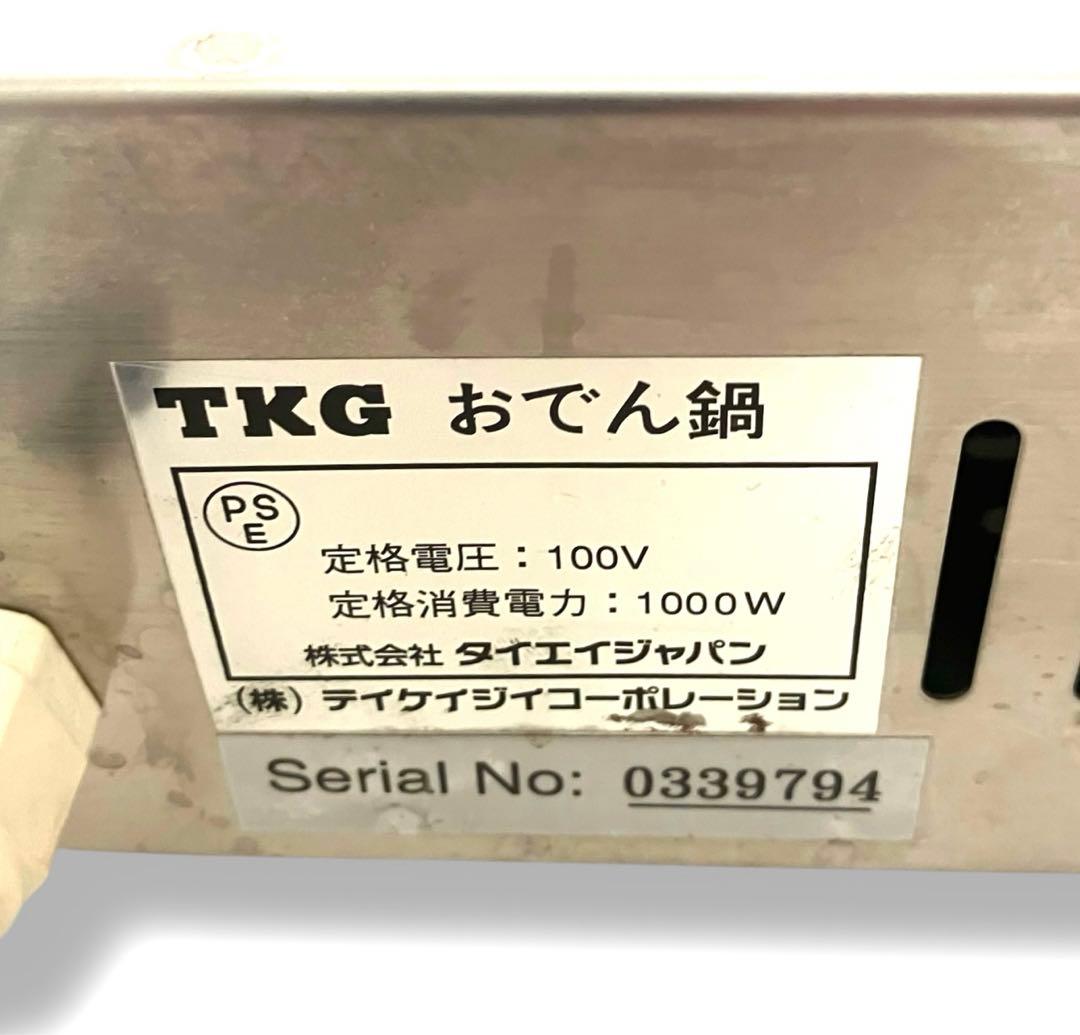 TKG おでん鍋
PS
E
定格電圧：100V
定格消費電力：1000W
株式会社 タイエイジャパン
(株) テイケイジイコーポレーション
Serial No: 0339794